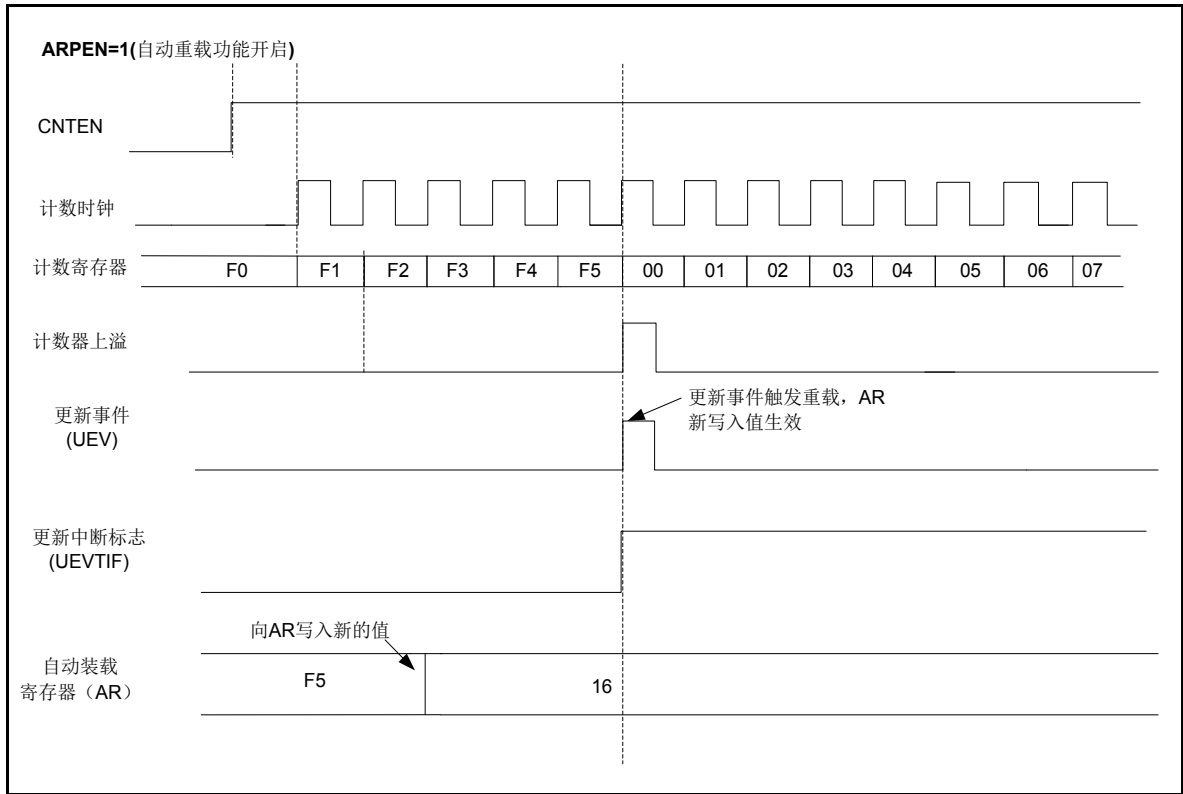 ARPEN=1(自动重载功能开启)
CNTEN
计数时钟
计数寄存器
F0 F1 F2 F3 F4 F5 00 01 02 03 04 05 06 07
计数器上溢
更新事件触发重载，AR
新写入值生效
更新事件
(UEV)
更新中断标志
(UEVTIF)
向AR写入新的值
自动装载
寄存器（AR）
F5 16